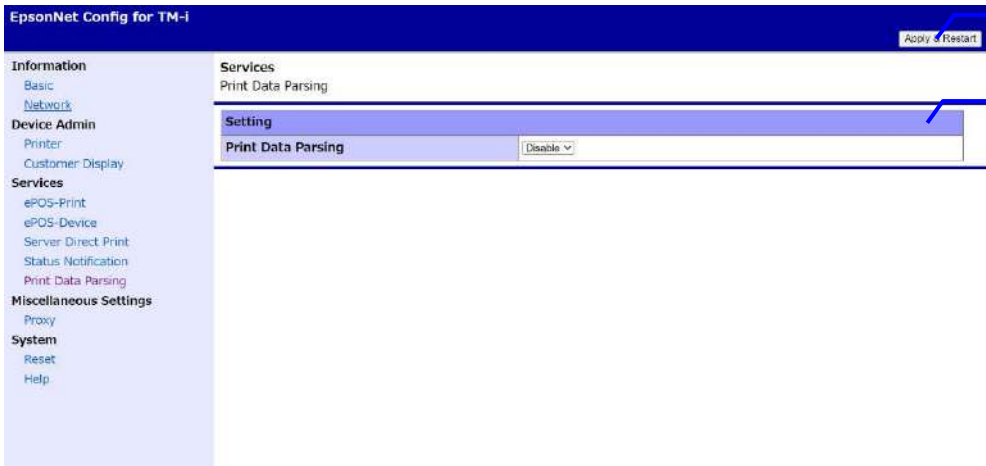 EpsonNet Config for TM-i
Apply & Restart
Information
Basic
Network
Device Admin
Printer
Customer Display
Services
ePOS-Print
ePOS-Device
Server Direct Print
Status Notification
Print Data Parsing
Miscellaneous Settings
Proxy
System
Reset
Help
Services
Print Data Parsing
Setting
Print Data Parsing Disable